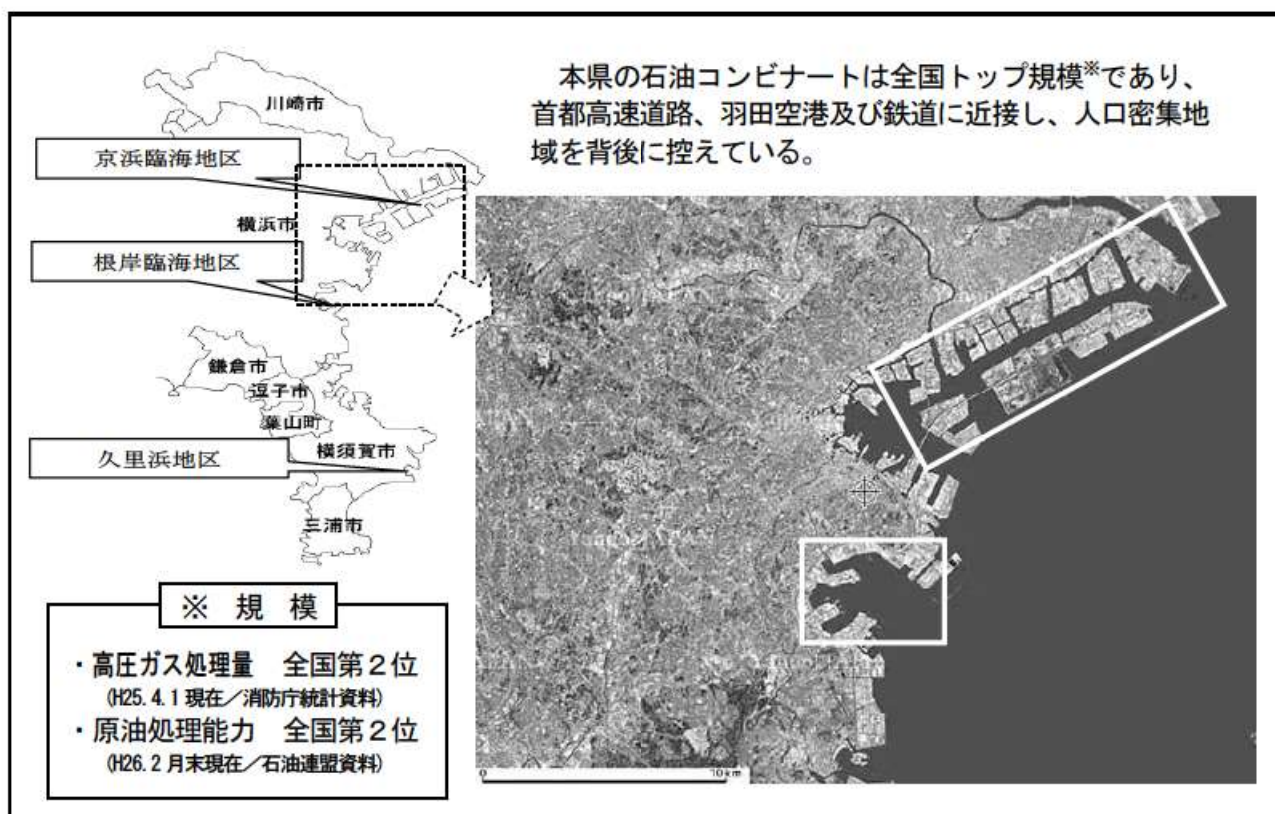 本県の石油コンビナートは全国トップ規模※であり、
首都高速道路、羽田空港及び鉄道に近接し、人口密集地
域を背後に控えている。
川崎市
京浜臨海地区
横浜市
根岸臨海地区
鎌倉市
逗子市
葉山町
横須賀市
久里浜地区
三浦市
※ 規 模
・高圧ガス処理量 全国第2位
(H25.4.1現在/消防庁統計資料)
・原油処理能力 全国第2位
(H26.2月末現在/石油連盟資料)
0 10km